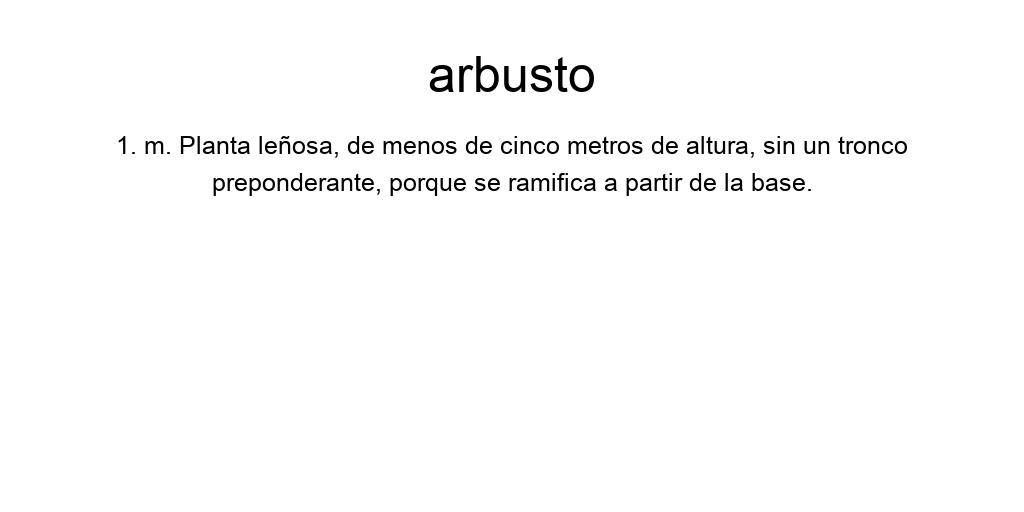 arbusto
1. m. Planta leñosa, de menos de cinco metros de altura, sin un tronco
preponderante, porque se ramifica a partir de la base.